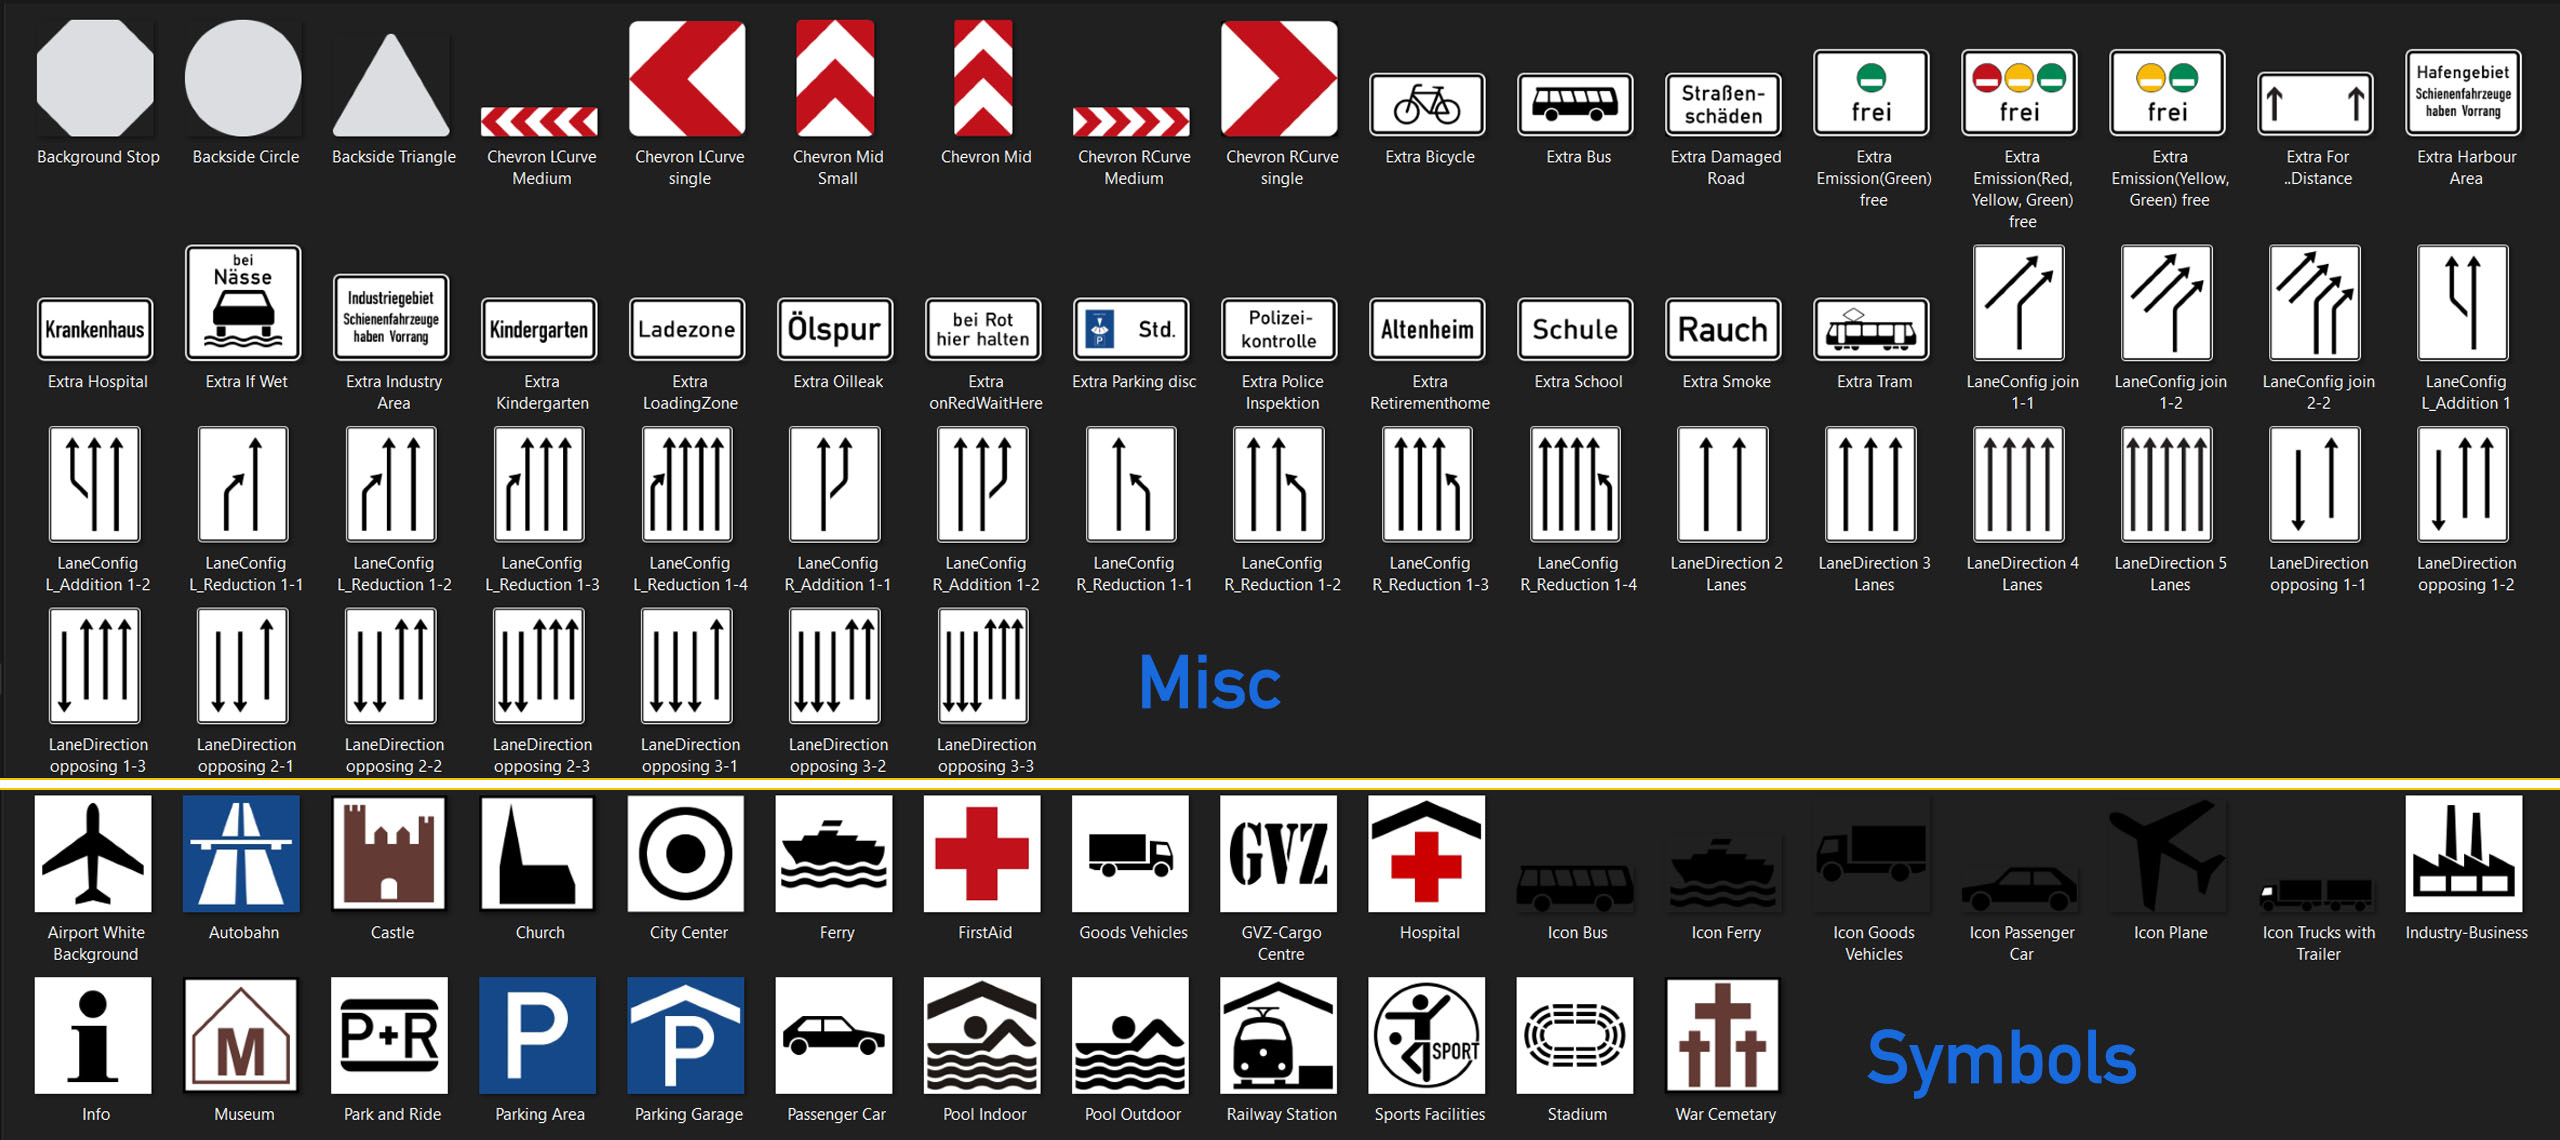 Straßen-
schäden
frei
frei
frei
Hafengebiet
Schienenfahrzeuge
haben Vorrang
Background Stop
Backside Circle
Backside Triangle
Chevron LCurve
Medium
Chevron LCurve
single
Chevron Mid
Small
Chevron Mid
Chevron RCurve
Medium
Chevron RCurve
single
Extra Bicycle
Extra Bus
Extra Damaged
Road
Extra
Emission(Green)
free
Extra
Emission(Red,
Yellow, Green)
free
Extra
Emission(Yellow,
Green) free
Extra For
..Distance
Extra Harbour
Area
Krankenhaus
bei
Nässe
Industriegebiet
Schienenfahrzeuge
haben Vorrang
Kindergarten
Ladezone
Ölspur
bei Rot
hier halten
P
Std.
Polizei-
kontrolle
Altenheim
Schule
Rauch
Extra Hospital
Extra If Wet
Extra Industry
Area
Extra
Kindergarten
Extra
LoadingZone
Extra Oilleak
Extra
onRedWaitHere
Extra Parking disc
Extra Police
Inspektion
Extra
Retirementhome
Extra School
Extra Smoke
Extra Tram
LaneConfig join
1-1
LaneConfig join
1-2
LaneConfig join
2-2
LaneConfig
L_Addition 1
LaneConfig
L_Addition 1-2
LaneConfig
L_Reduction 1-1
LaneConfig
L_Reduction 1-2
LaneConfig
L_Reduction 1-3
LaneConfig
L_Reduction 1-4
LaneConfig
R_Addition 1-1
LaneConfig
R_Addition 1-2
LaneConfig
R_Reduction 1-1
LaneConfig
R_Reduction 1-2
LaneConfig
R_Reduction 1-3
LaneConfig
R_Reduction 1-4
LaneDirection 2
Lanes
LaneDirection 3
Lanes
LaneDirection 4
Lanes
LaneDirection 5
Lanes
LaneDirection
opposing 1-1
LaneDirection
opposing 1-2
LaneDirection
opposing 1-3
LaneDirection
opposing 2-1
LaneDirection
opposing 2-2
LaneDirection
opposing 2-3
LaneDirection
opposing 3-1
LaneDirection
opposing 3-2
LaneDirection
opposing 3-3
Misc
GVZ
Airport White
Background
Autobahn
Castle
Church
City Center
Ferry
FirstAid
Goods Vehicles
GVZ-Cargo
Centre
Hospital
Icon Bus
Icon Ferry
Icon Goods
Vehicles
Icon Passenger
Car
Icon Plane
Icon Trucks with
Trailer
Industry-Business
i
M
P+R
P
P
SPORT
Info
Museum
Park and Ride
Parking Area
Parking Garage
Passenger Car
Pool Indoor
Pool Outdoor
Railway Station
Sports Facilities
Stadium
War Cemetary
Symbols